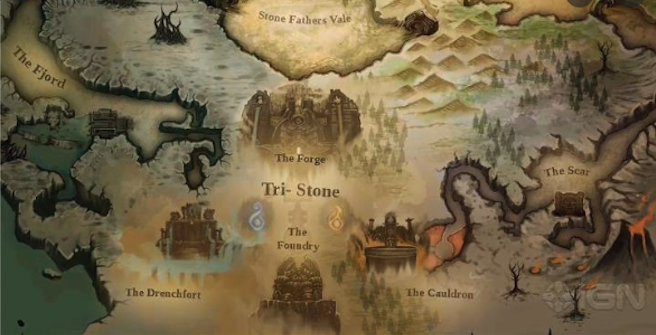 Stone Fathers Vale
The Fjord
The Forge
The Scar
Tri- Stone
The
Foundry
The Drenchfort
The Cauldron
IGN